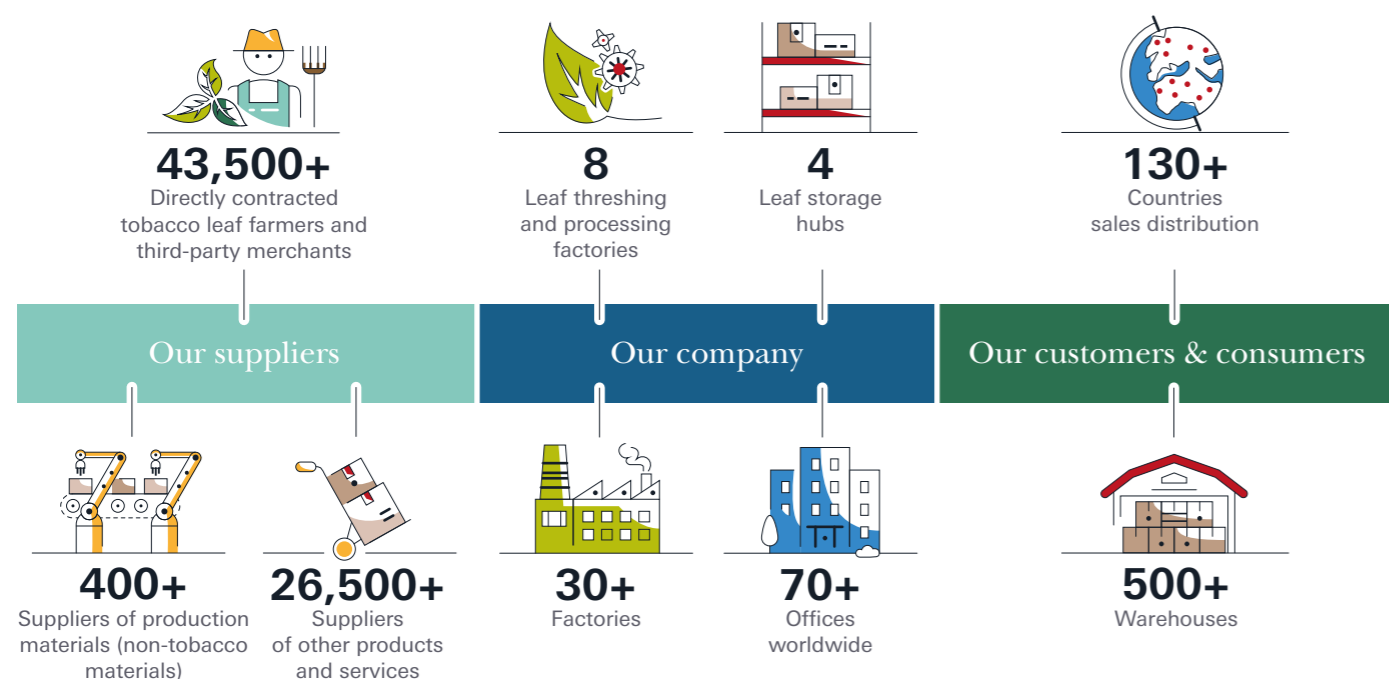 43,500+
Directly contracted
tobacco leaf farmers and
third-party merchants
8
Leaf threshing
and processing
factories
4
Leaf storage
hubs
130+
Countries
sales distribution
Our suppliers
Our company
Our customers & consumers
400+
Suppliers of production
materials (non-tobacco
materials)
26,500+
Suppliers
of other products
and services
30+
Factories
70+
Offices
worldwide
500+
Warehouses